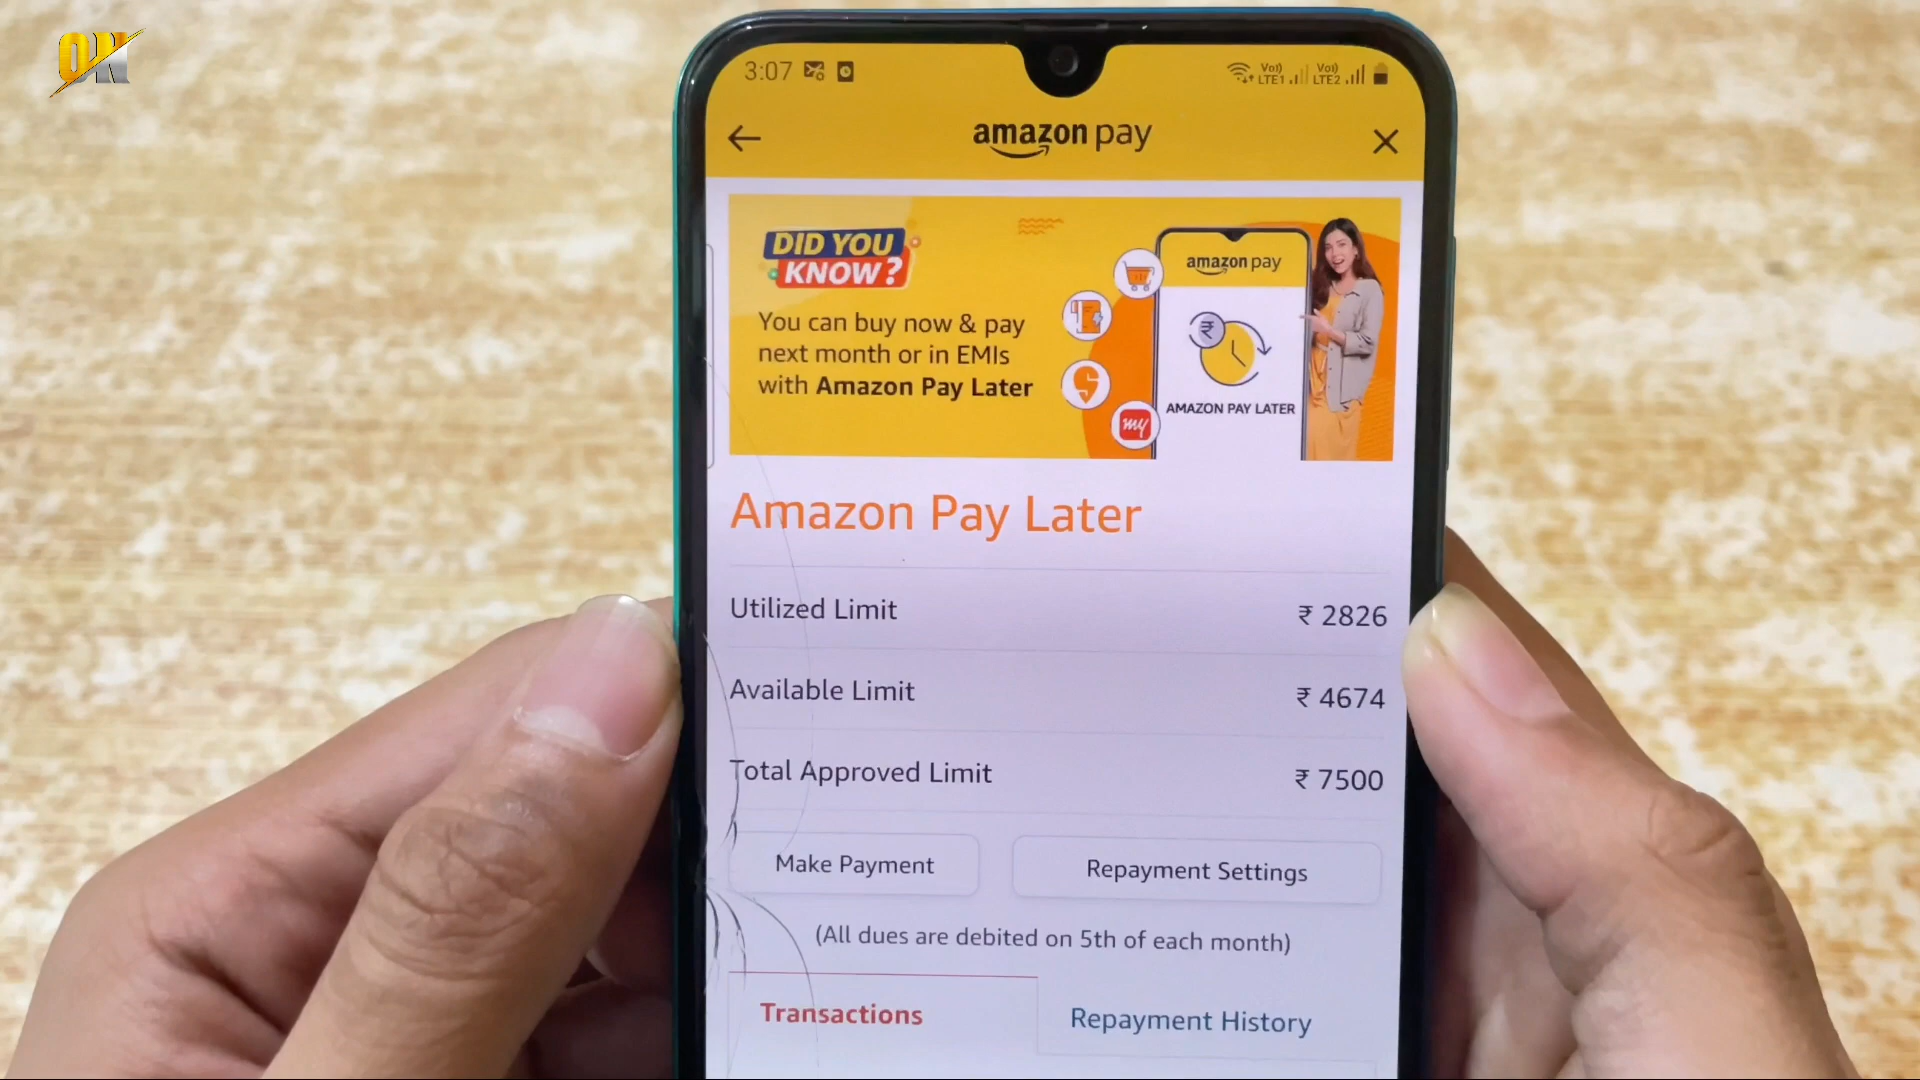 ON
3:07
Vo) LTE1 Vo) LTE2
amazon pay
DID YOU
KNOW?
You can buy now & pay
next month or in EMIs
with Amazon Pay Later
amazon pay
my
AMAZON PAY LATER
Amazon Pay Later
Utilized Limit ₹ 2826
Available Limit ₹ 4674
Total Approved Limit ₹ 7500
Make Payment Repayment Settings
(All dues are debited on 5th of each month)
Transactions Repayment History